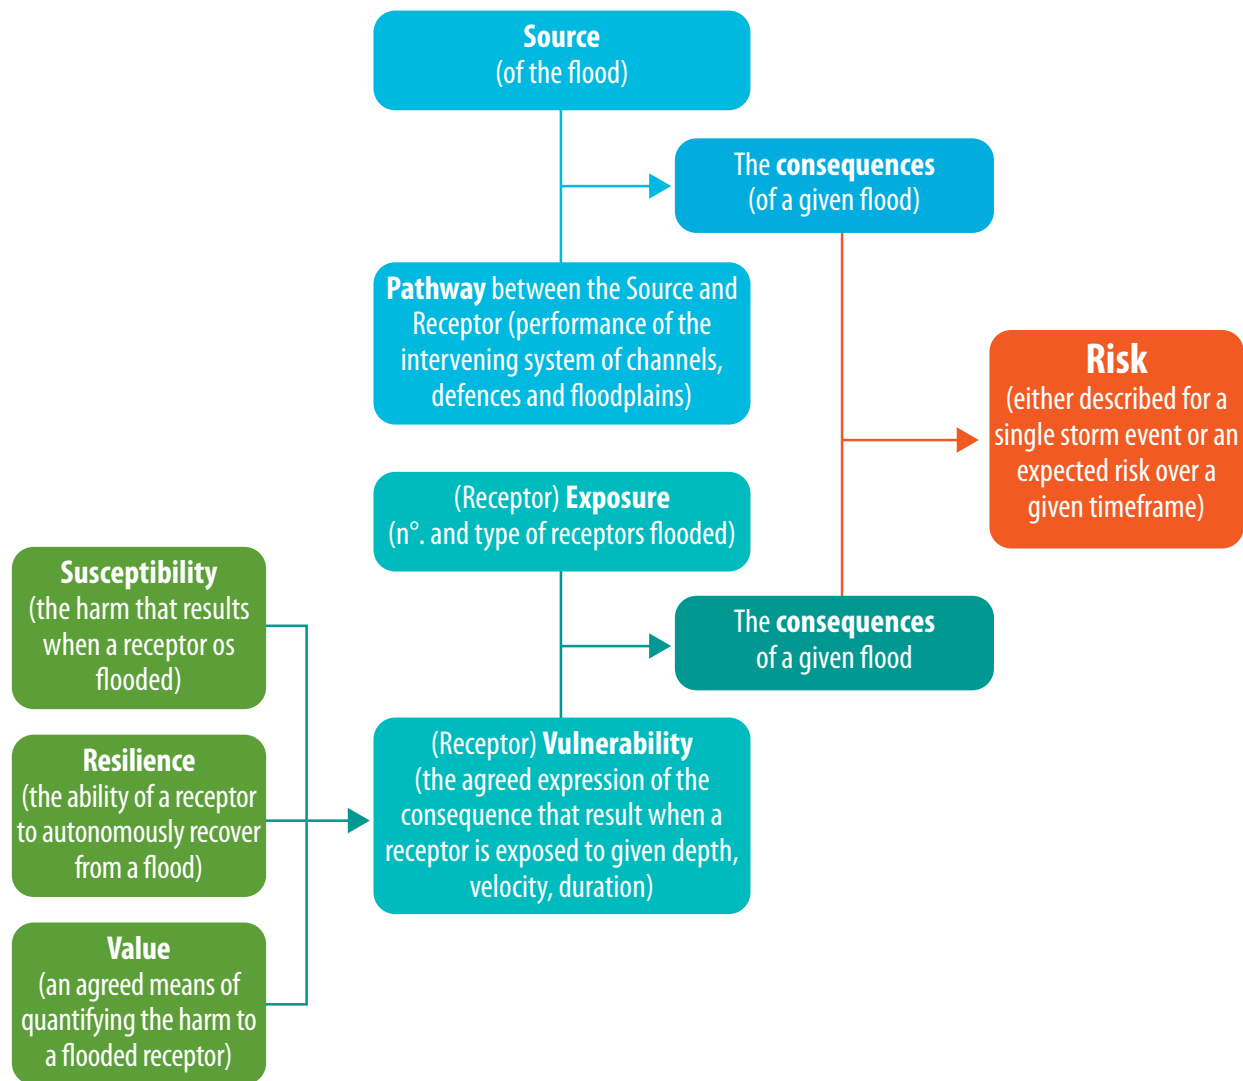 Source
(of the flood)
The consequences
(of a given flood)
Pathway between the Source and
Receptor (performance of the
intervening system of channels,
defences and floodplains)
Risk
(either described for a
single storm event or an
expected risk over a
given timeframe)
(Receptor) Exposure
(n°. and type of receptors flooded)
Susceptibility
(the harm that results
when a receptor os
flooded)
The consequences
of a given flood
Resilience
(the ability of a receptor
to autonomously recover
from a flood)
(Receptor) Vulnerability
(the agreed expression of the
consequence that result when a
receptor is exposed to given depth,
velocity, duration)
Value
(an agreed means of
quantifying the harm to
a flooded receptor)